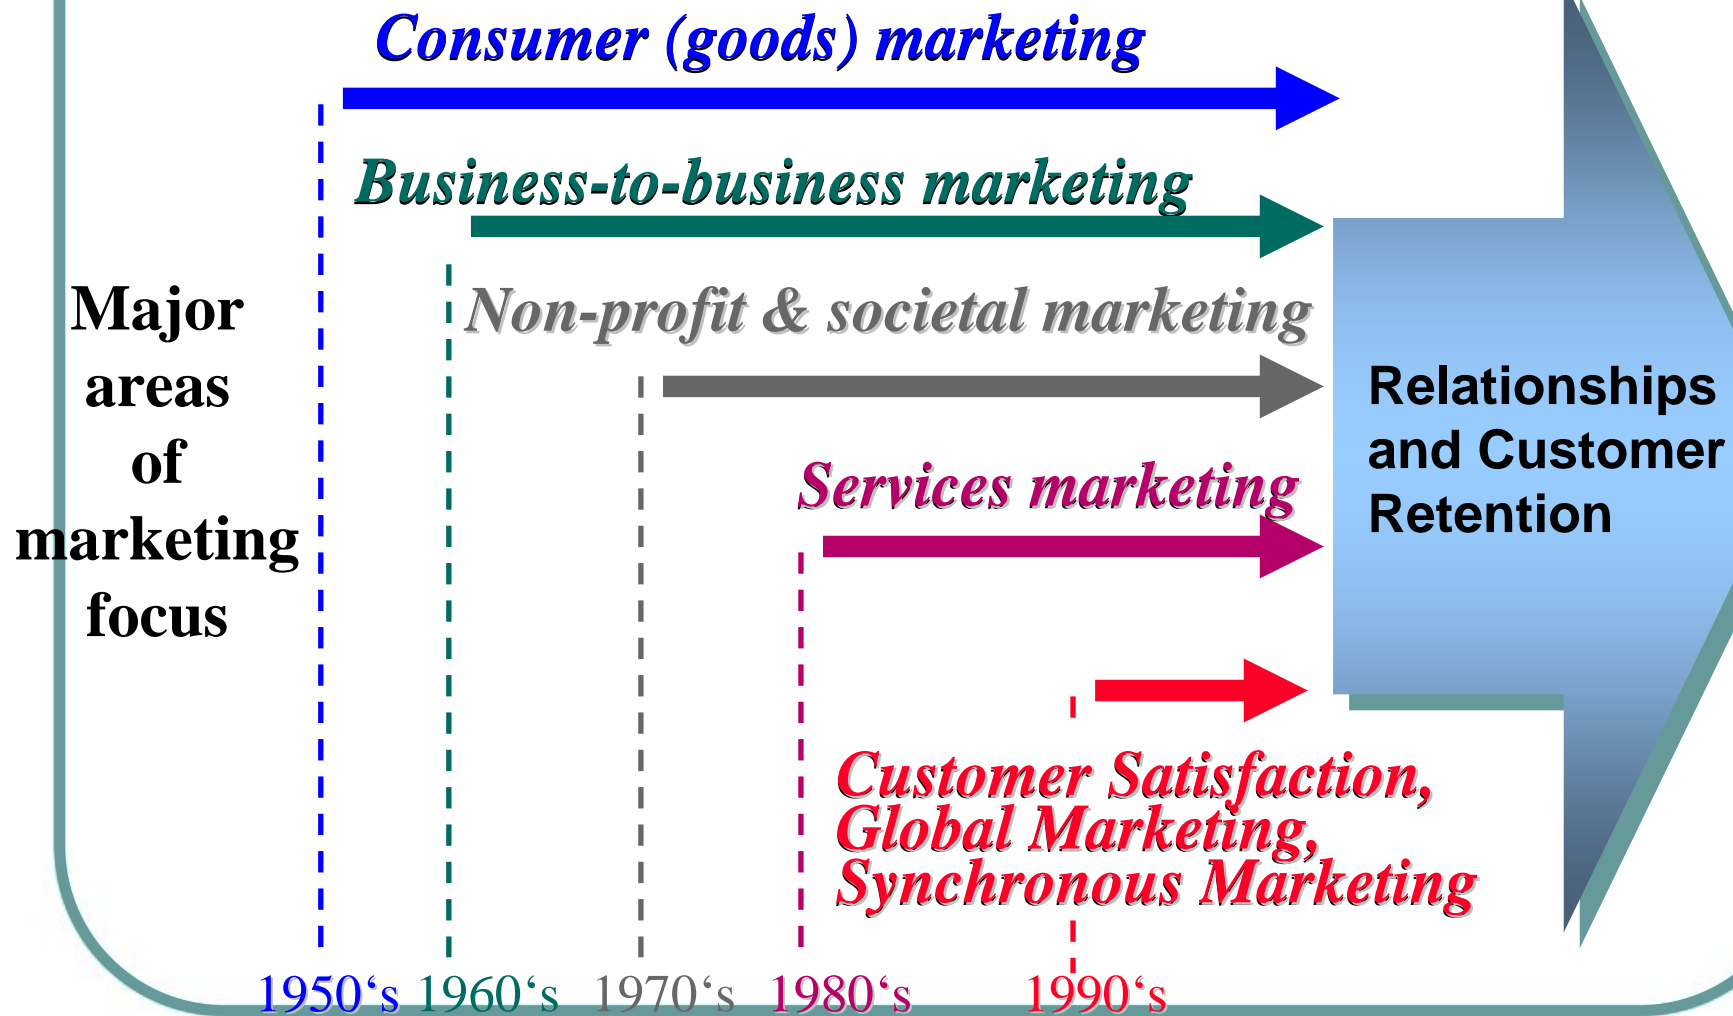 Consumer (goods) marketing
Business-to-business marketing
Non-profit & societal marketing
Services marketing
Major
areas
of
marketing
focus
Relationships
and Customer
Retention
Customer Satisfaction,
Global Marketing,
Synchronous Marketing
1950‘s 1960‘s 1970‘s 1980‘s 1990‘s